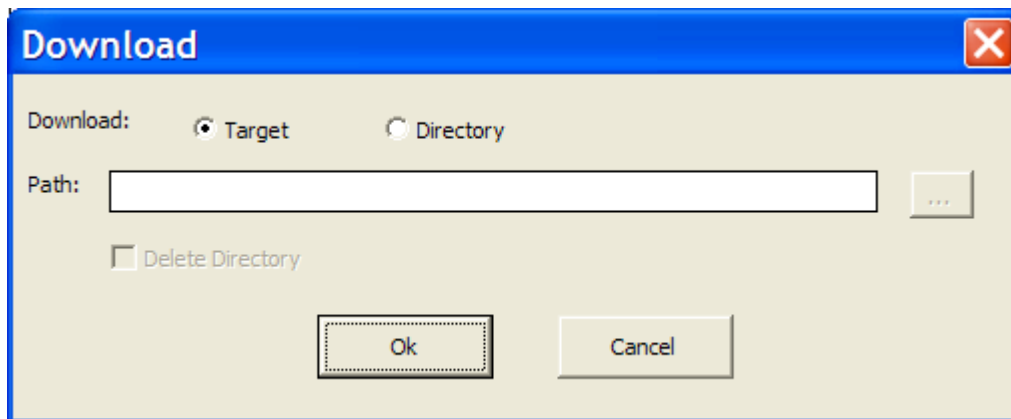 Download
Download: Target Directory
Path: ...
Delete Directory
Ok Cancel